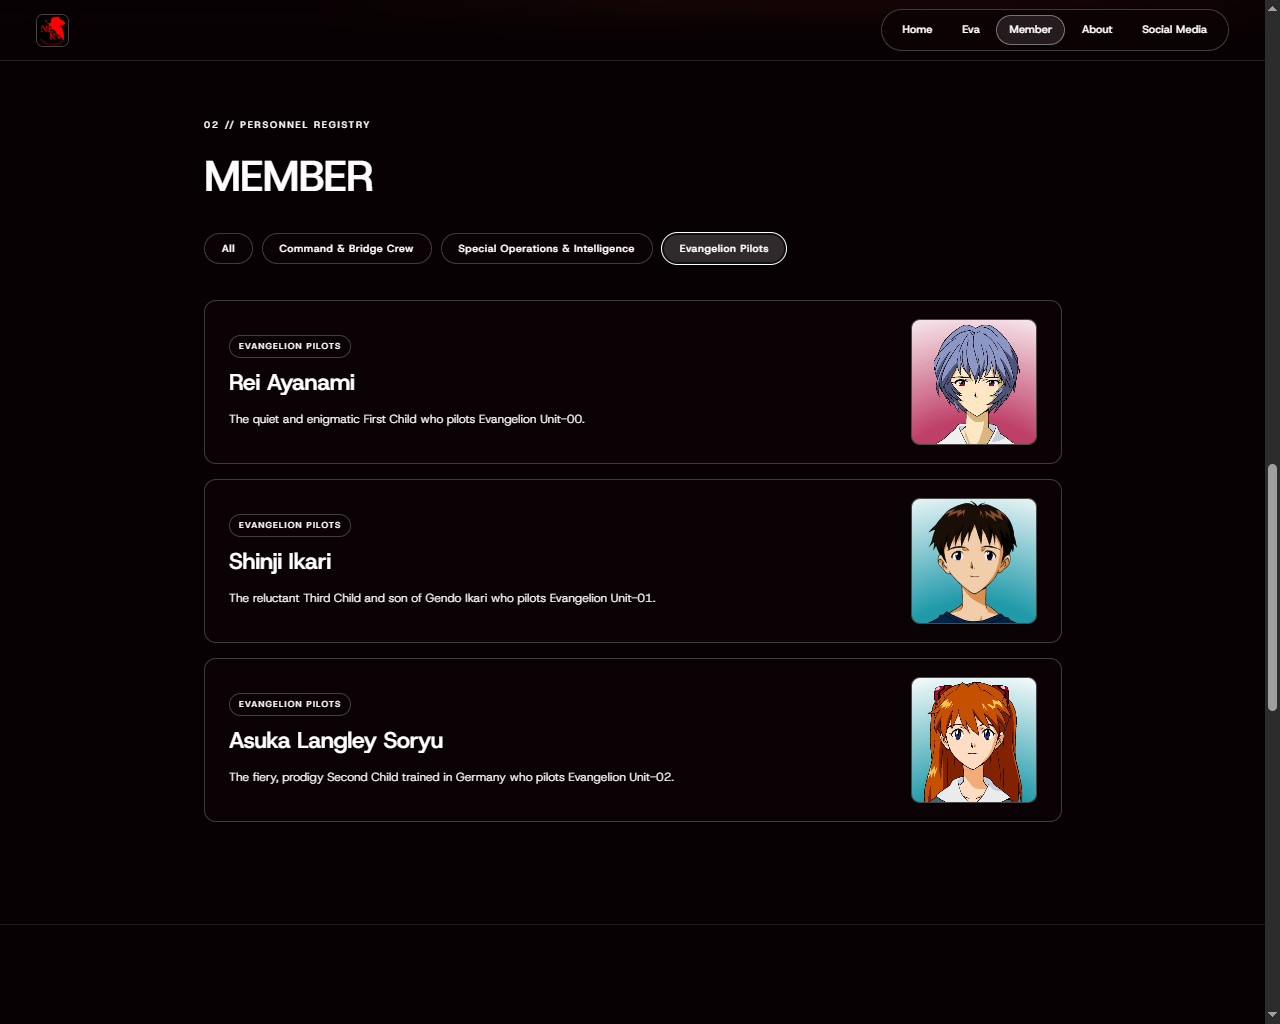 NERV
Home Eva Member About Social Media
02 // PERSONNEL REGISTRY
MEMBER
All Command & Bridge Crew Special Operations & Intelligence Evangelion Pilots
EVANGELION PILOTS
Rei Ayanami
The quiet and enigmatic First Child who pilots Evangelion Unit-00.
EVANGELION PILOTS
Shinji Ikari
The reluctant Third Child and son of Gendo Ikari who pilots Evangelion Unit-01.
EVANGELION PILOTS
Asuka Langley Soryu
The fiery, prodigy Second Child trained in Germany who pilots Evangelion Unit-02.